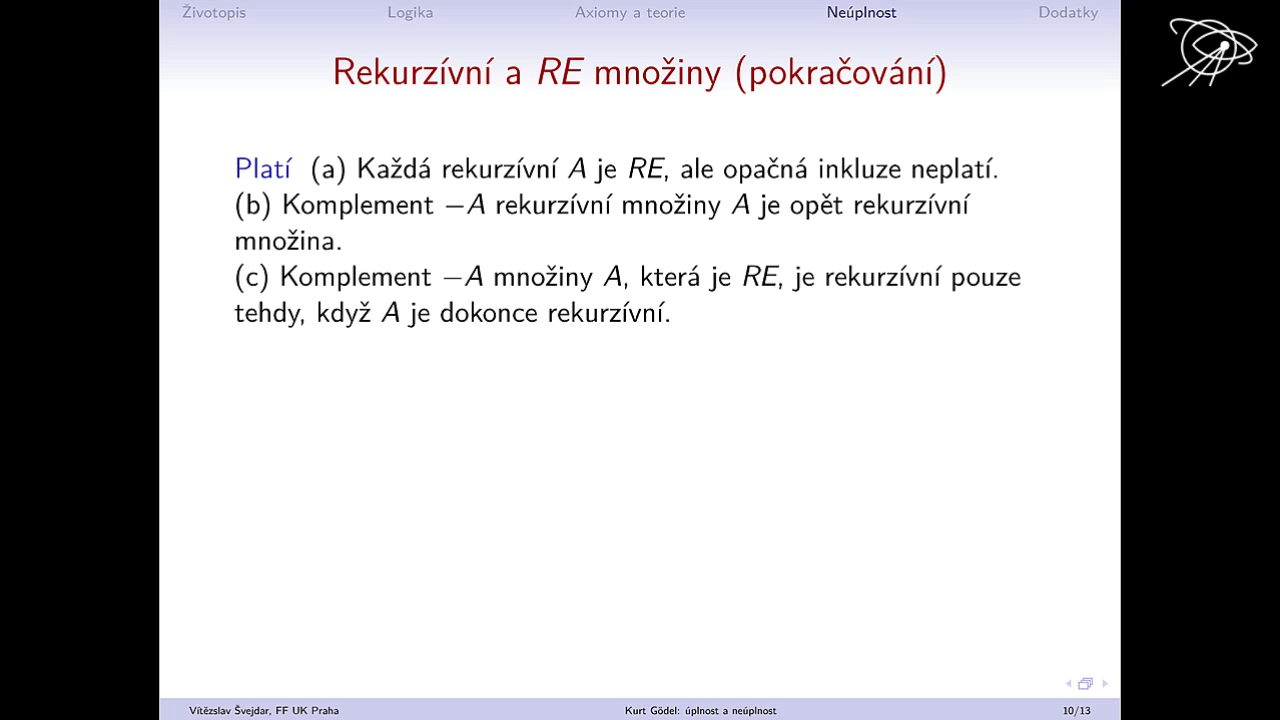 Životopis Logika Axiomy a teorie Neúplnost Dodatky
Rekurzívní a RE množiny (pokračování)
Platí (a) Každá rekurzívní A je RE, ale opačná inkluze neplatí.
(b) Komplement −A rekurzívní množiny A je opět rekurzívní
množina.
(c) Komplement −A množiny A, která je RE, je rekurzívní pouze
tehdy, když A je dokonce rekurzívní.
Vítězslav Švejdar, FF UK Praha Kurt Gödel: úplnost a neúplnost 10/13